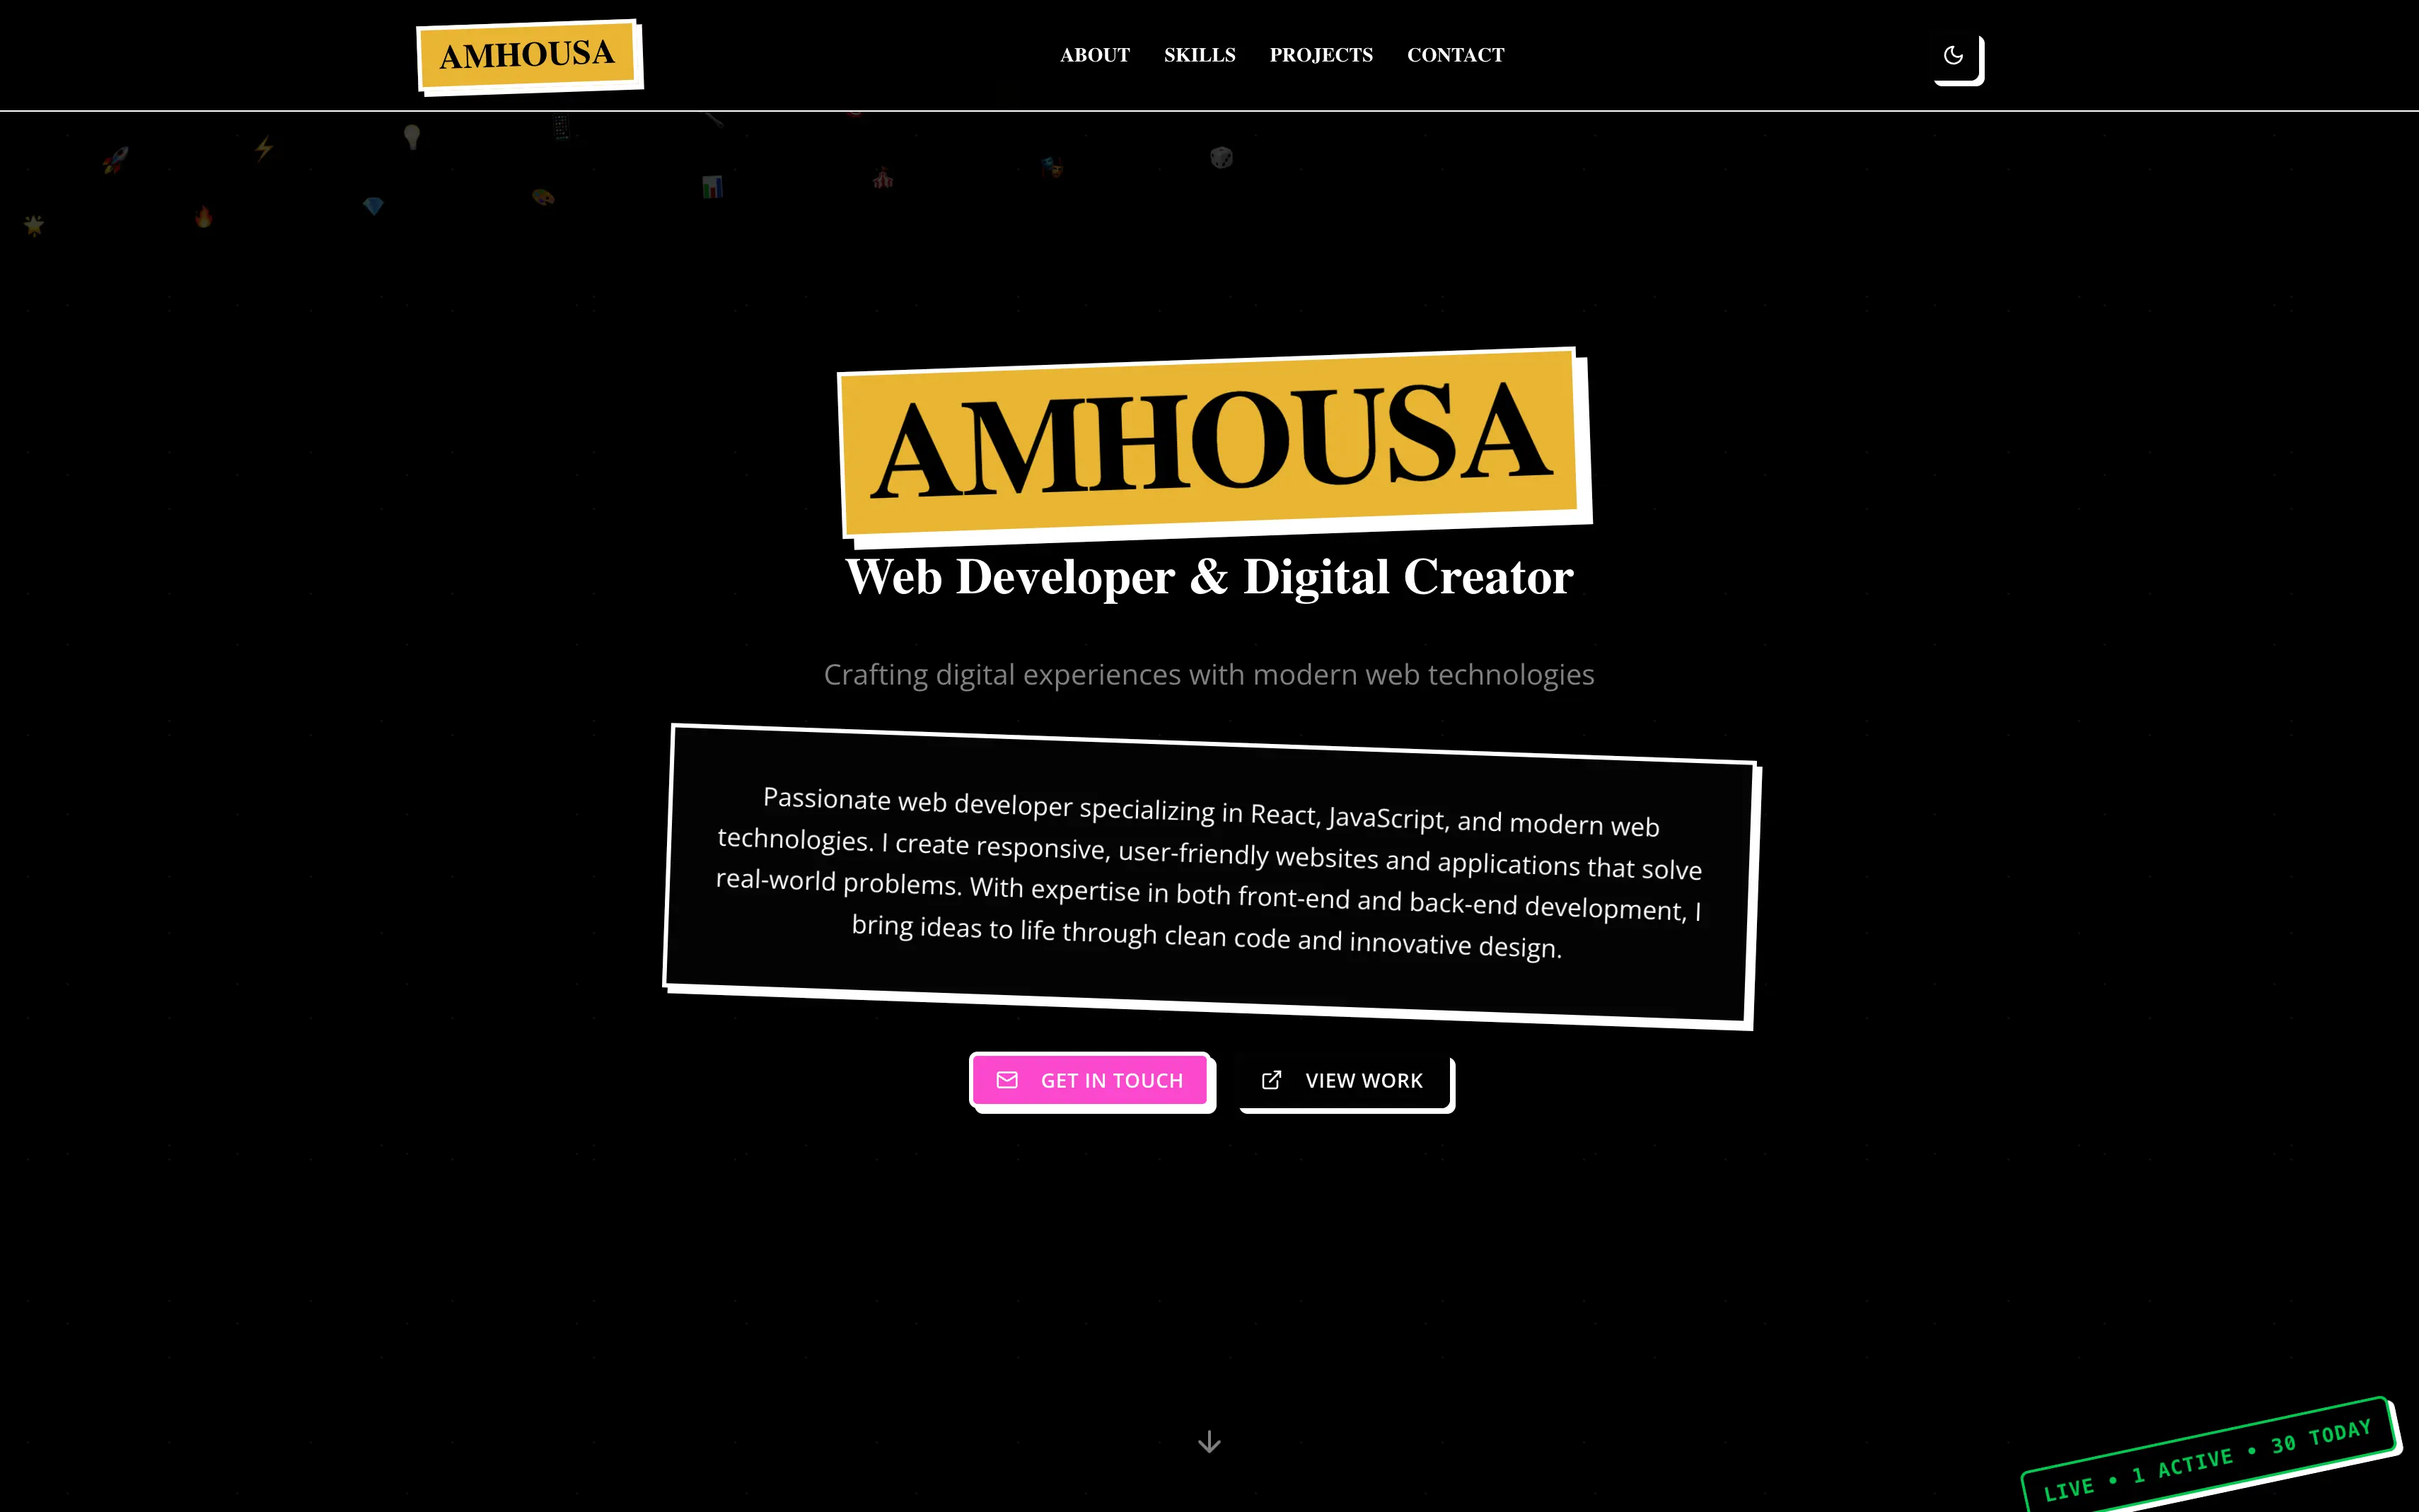 AMHOUSA
ABOUT SKILLS PROJECTS CONTACT
AMHOUSA
Web Developer & Digital Creator
Crafting digital experiences with modern web technologies
Passionate web developer specializing in React, JavaScript, and modern web
technologies. I create responsive, user-friendly websites and applications that solve
real-world problems. With expertise in both front-end and back-end development, I
bring ideas to life through clean code and innovative design.
GET IN TOUCH
VIEW WORK
LIVE • 1 ACTIVE • 30 TODAY